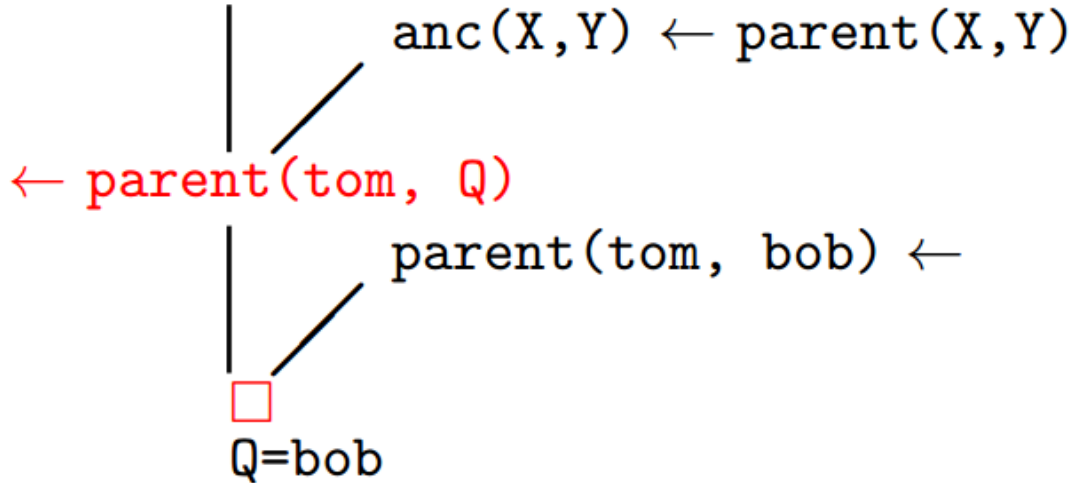 anc(X,Y) ← parent(X,Y)
← parent(tom, Q)
parent(tom, bob) ←
□
Q=bob